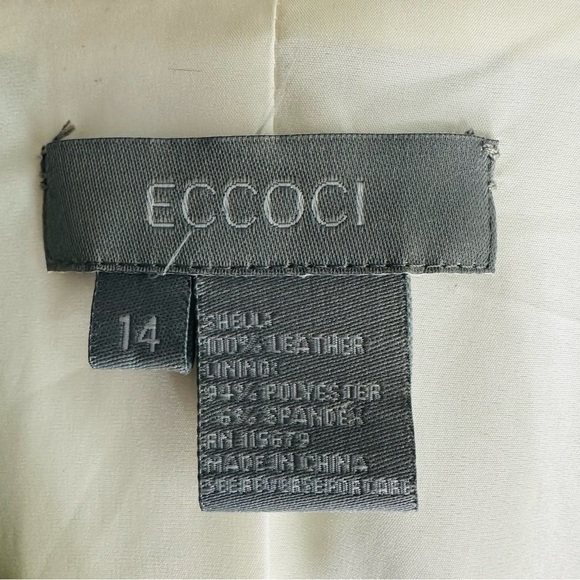 ECCOCI
14
SHELL:
100% LEATHER
LINING:
94% POLYESTER
6% SPANDEX
RN 115679
MADE IN CHINA
SEE REVERSE FOR CARE